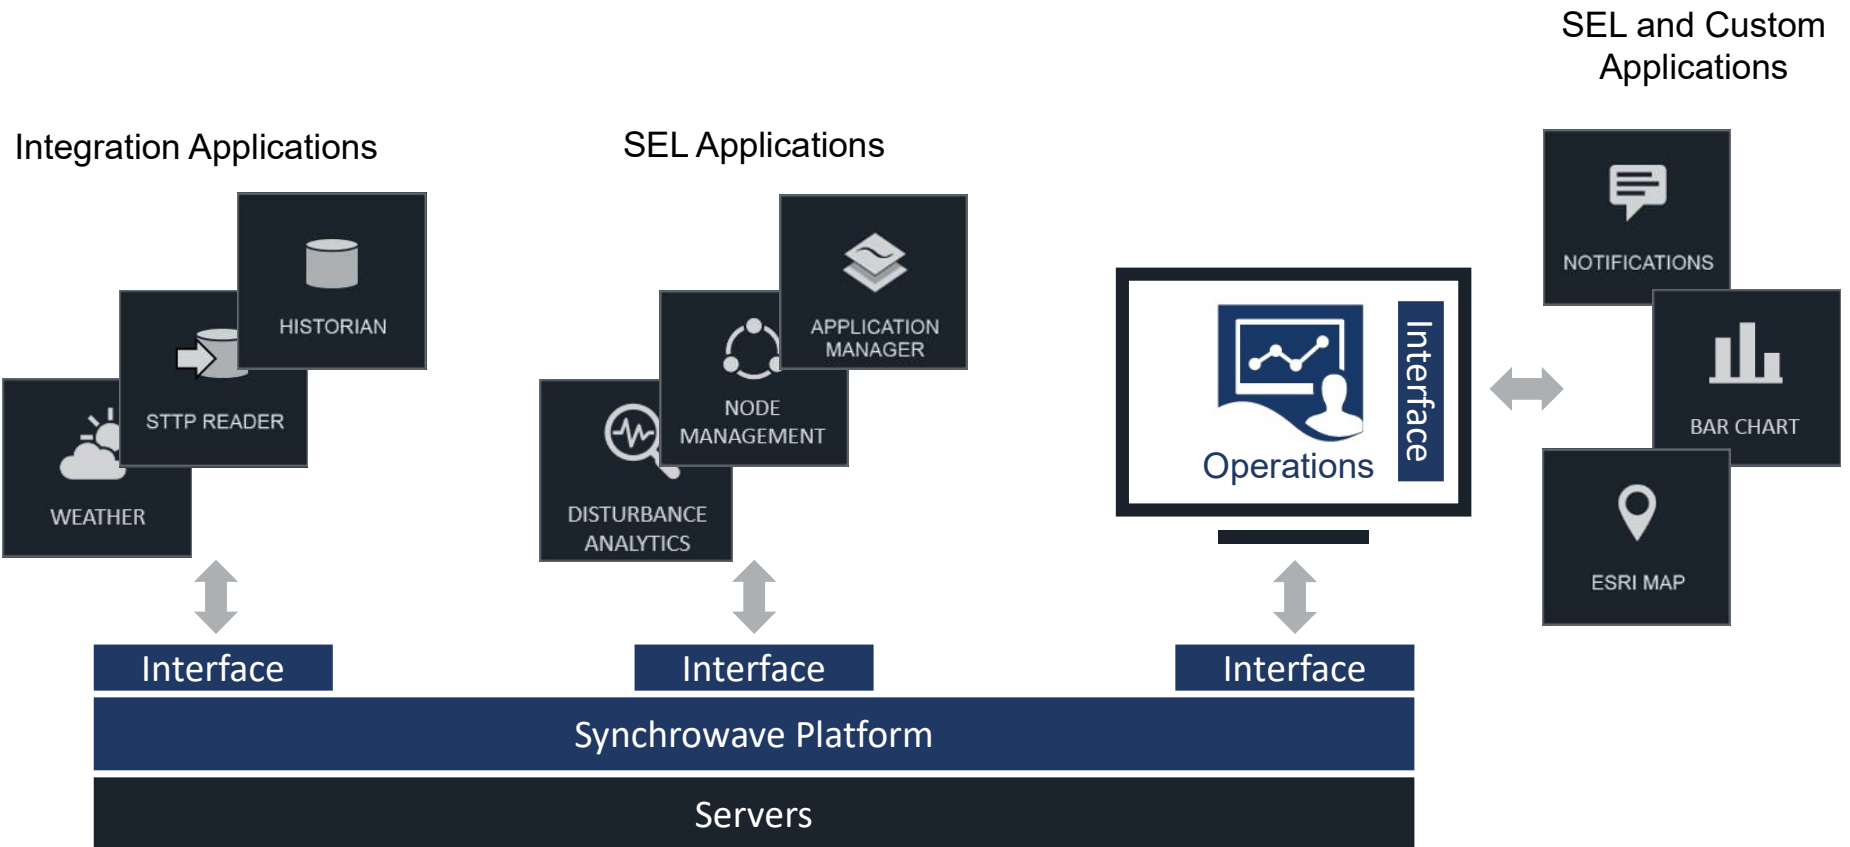 SEL and Custom
Applications
Integration Applications
SEL Applications
NOTIFICATIONS
HISTORIAN
APPLICATION
MANAGER
STTP READER
NODE
MANAGEMENT
BAR CHART
Interface
Operations
WEATHER
DISTURBANCE
ANALYTICS
ESRI MAP
Interface
Interface
Interface
Synchrowave Platform
Servers